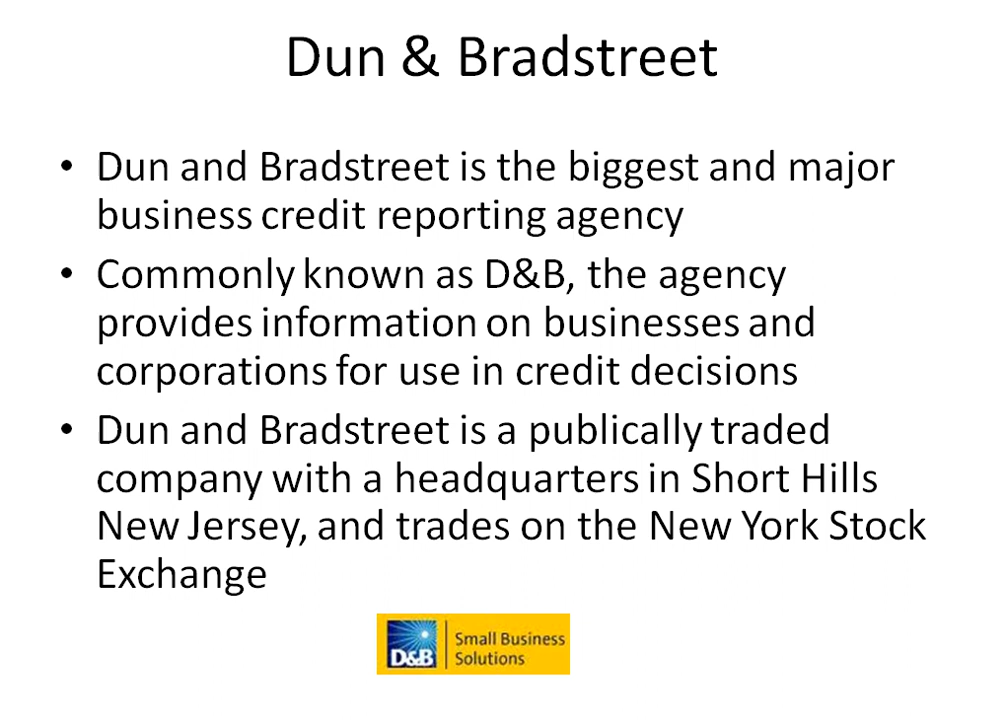 Dun & Bradstreet
• Dun and Bradstreet is the biggest and major
business credit reporting agency
• Commonly known as D&B, the agency
provides information on businesses and
corporations for use in credit decisions
• Dun and Bradstreet is a publically traded
company with a headquarters in Short Hills
New Jersey, and trades on the New York Stock
Exchange
D&B
Small Business
Solutions